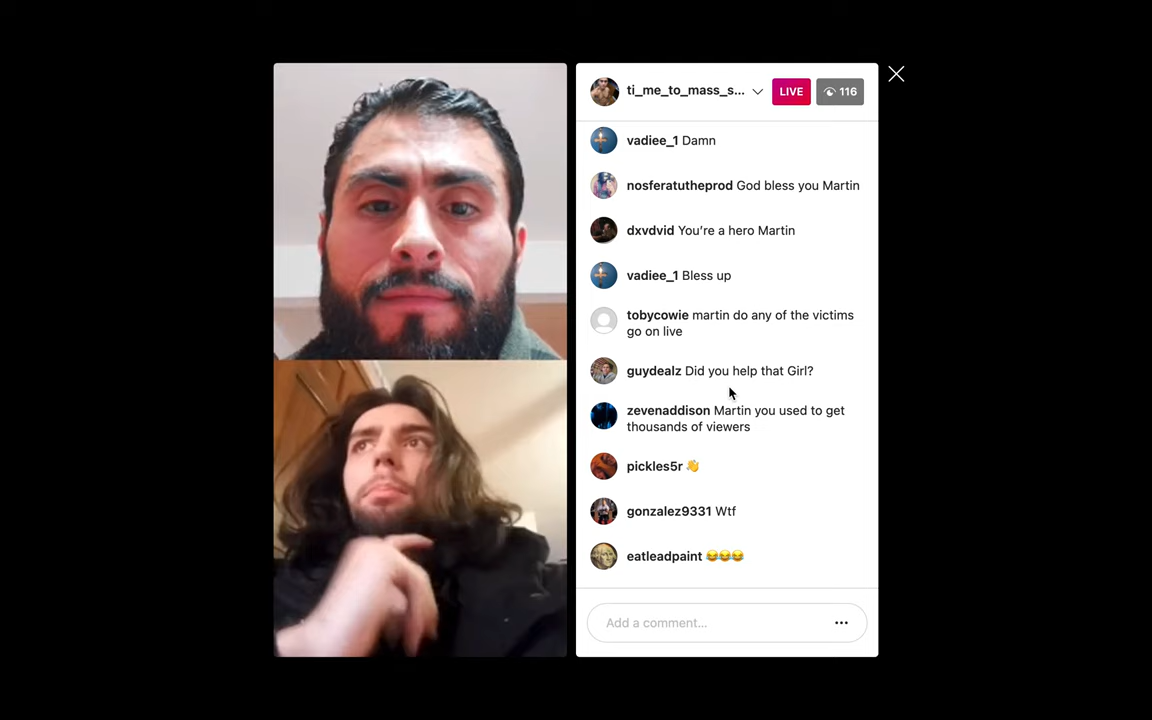 ti_me_to_mass_s...
LIVE
116
vadiee_1 Damn
nosferatutheprod God bless you Martin
dxvdvid You're a hero Martin
vadiee_1 Bless up
tobycowie martin do any of the victims
go on live
guydealz Did you help that Girl?
zevenaddison Martin you used to get
thousands of viewers
pickles5r 👋
gonzalez9331 Wtf
eatleadpaint 😂😂😂
Add a comment...